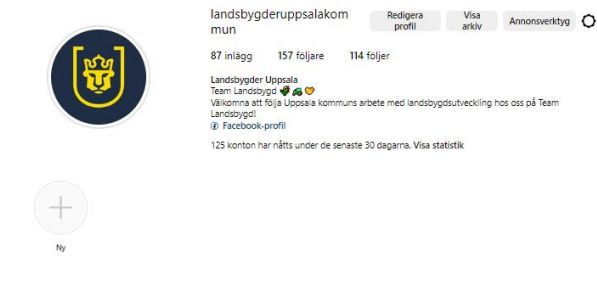 landsbygderuppsalakom
mun
Redigera
profil
Visa
arkiv
Annonsverktyg
87 inlägg 157 följare 114 följer
Landsbygder Uppsala
Team Landsbygd
Välkomna att följa Uppsala kommuns arbete med landsbygdsutveckling hos oss på Team
Landsbygd!
Facebook-profil
125 konton har nåtts under de senaste 30 dagarna. Visa statistik
Ny